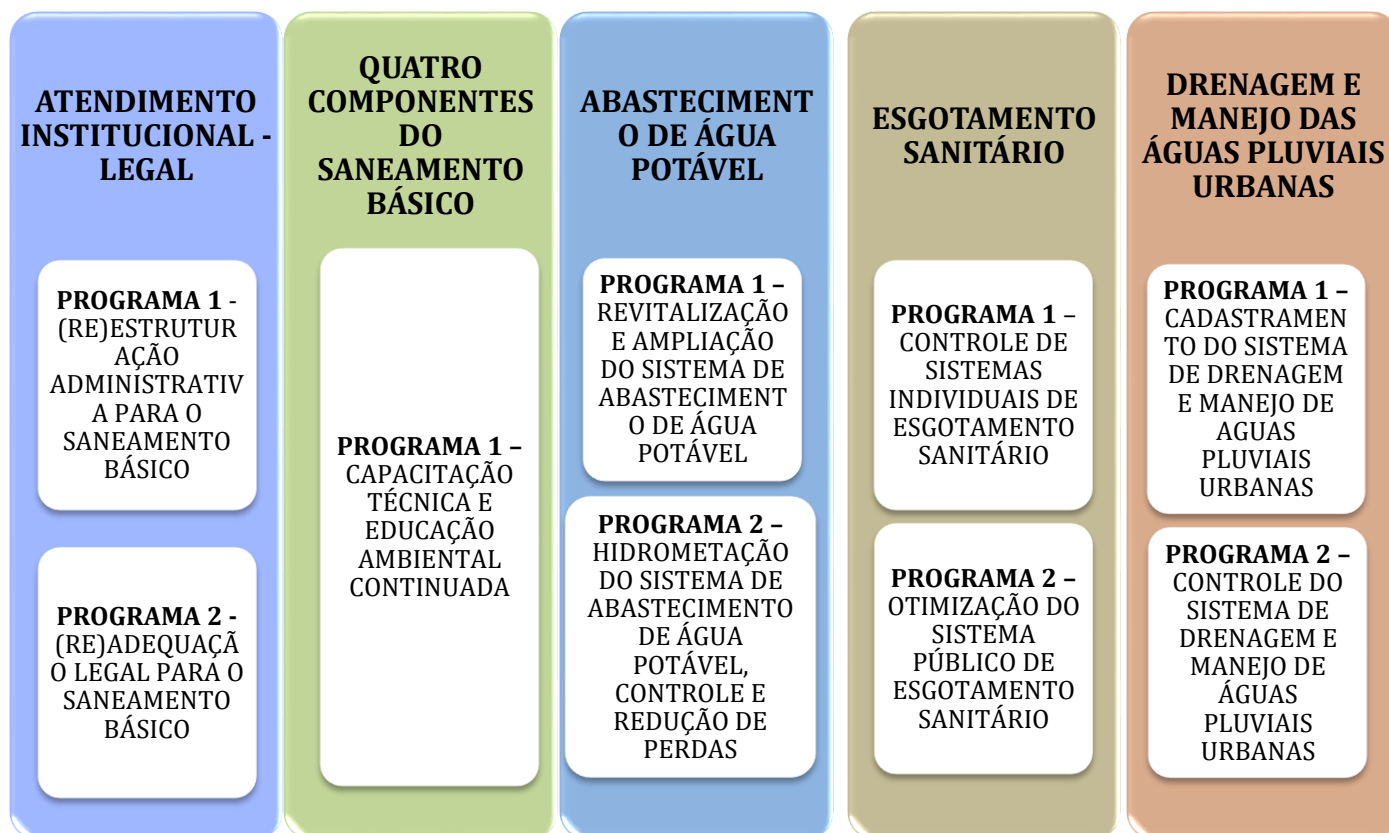 ATENDIMENTO
INSTITUCIONAL -
LEGAL
PROGRAMA 1 -
(RE)ESTRUTUR
AÇÃO
ADMINISTRATIV
A PARA O
SANEAMENTO
BÁSICO
PROGRAMA 2 -
(RE)ADEQUAÇÃ
O LEGAL PARA O
SANEAMENTO
BÁSICO
QUATRO
COMPONENTES
DO
SANEAMENTO
BÁSICO
PROGRAMA 1 –
CAPACITAÇÃO
TÉCNICA E
EDUCAÇÃO
AMBIENTAL
CONTINUADA
ABASTECIMENT
O DE ÁGUA
POTÁVEL
PROGRAMA 1 –
REVITALIZAÇÃO
E AMPLIAÇÃO
DO SISTEMA DE
ABASTECIMENT
O DE ÁGUA
POTÁVEL
PROGRAMA 2 –
HIDROMETAÇÃO
DO SISTEMA DE
ABASTECIMENTO
DE ÁGUA
POTÁVEL,
CONTROLE E
REDUÇÃO DE
PERDAS
ESGOTAMENTO
SANITÁRIO
PROGRAMA 1 –
CONTROLE DE
SISTEMAS
INDIVIDUAIS DE
ESGOTAMENTO
SANITÁRIO
PROGRAMA 2 –
OTIMIZAÇÃO DO
SISTEMA
PÚBLICO DE
ESGOTAMENTO
SANITÁRIO
DRENAGEM E
MANEJO DAS
ÁGUAS PLUVIAIS
URBANAS
PROGRAMA 1 –
CADASTRAMEN
TO DO SISTEMA
DE DRENAGEM
E MANEJO DE
AGUAS
PLUVIAIS
URBANAS
PROGRAMA 2 –
CONTROLE DO
SISTEMA DE
DRENAGEM E
MANEJO DE
ÁGUAS
PLUVIAIS
URBANAS